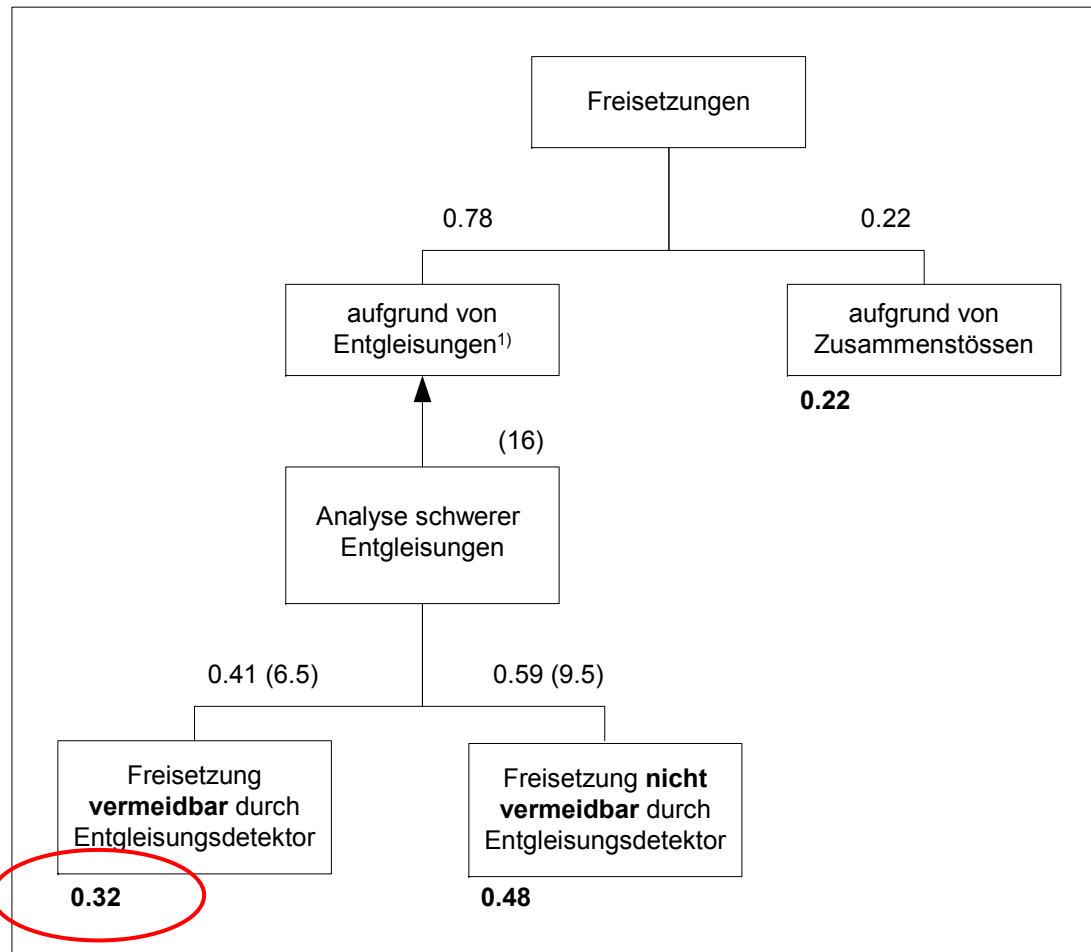 Freisetzungen
0.78
0.22
aufgrund von
Entgleisungen1)
aufgrund von
Zusammenstössen
0.22
(16)
Analyse schwerer
Entgleisungen
0.41 (6.5)
0.59 (9.5)
Freisetzung
vermeidbar durch
Entgleisungsdetektor
0.32
Freisetzung nicht
vermeidbar durch
Entgleisungsdetektor
0.48